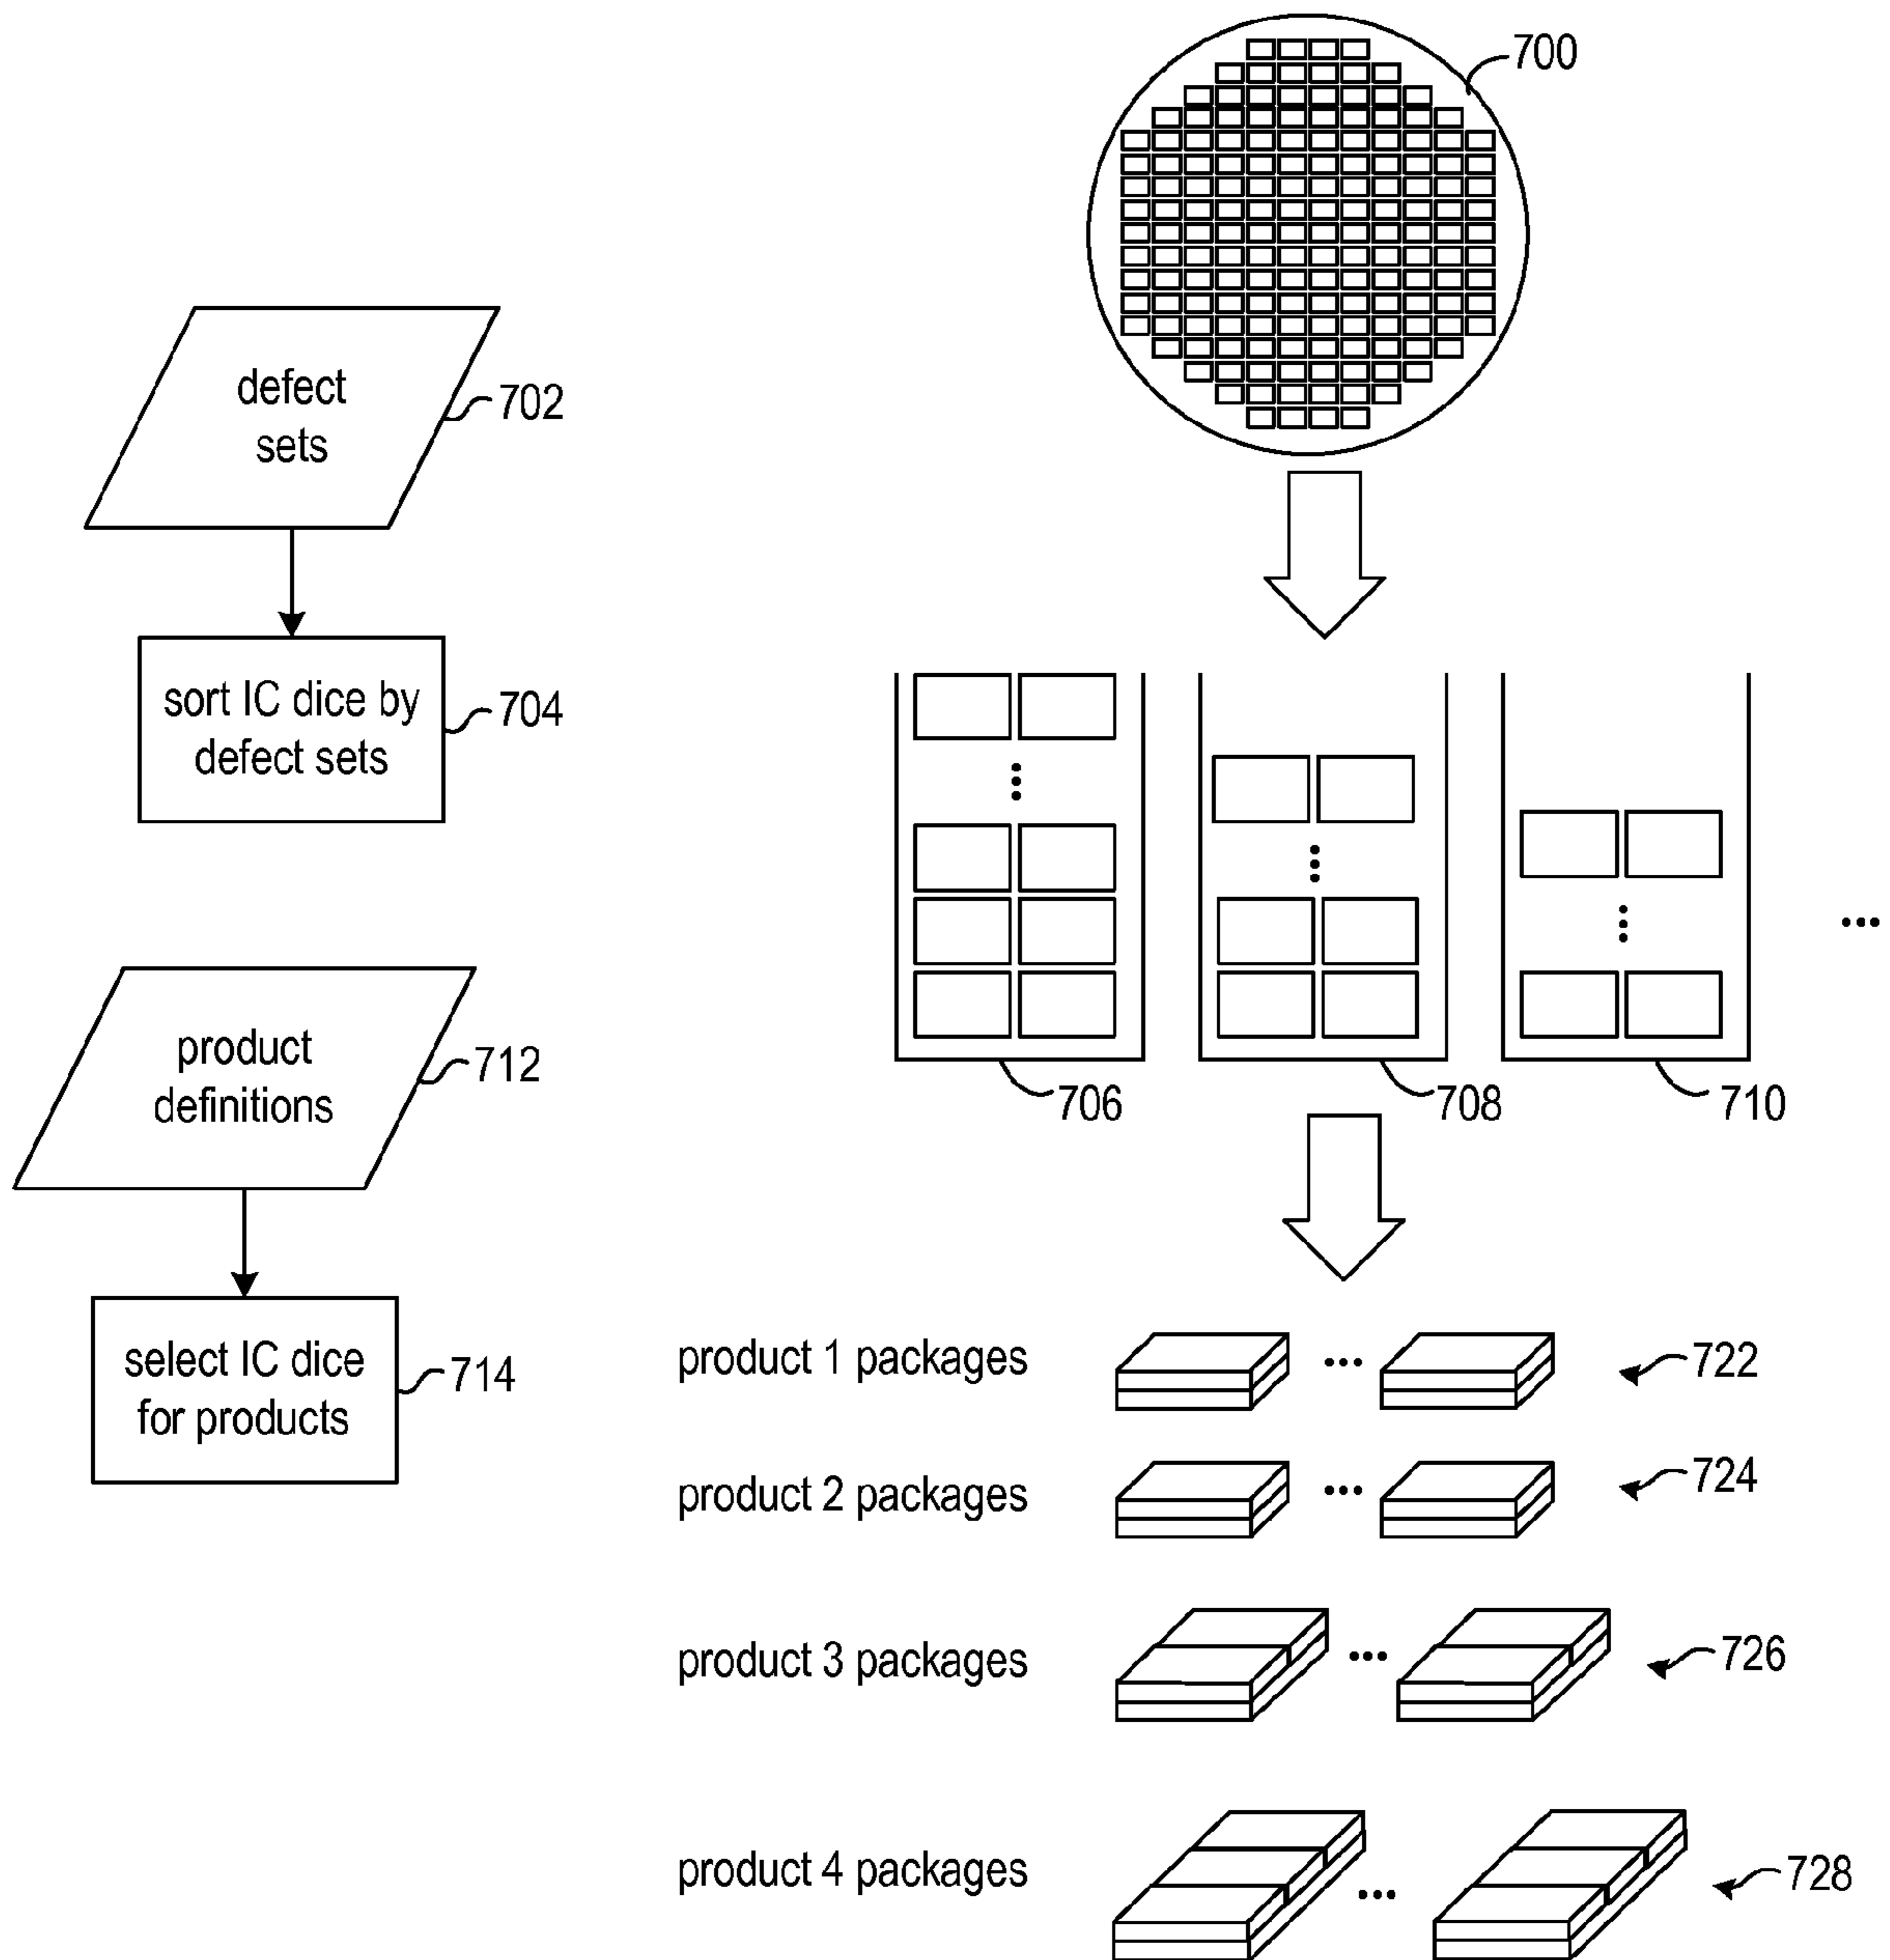 700
defect
sets
702
sort IC dice by
defect sets
704
706
708
710
product
definitions
712
select IC dice
for products
714
product 1 packages
722
product 2 packages
724
product 3 packages
726
product 4 packages
728